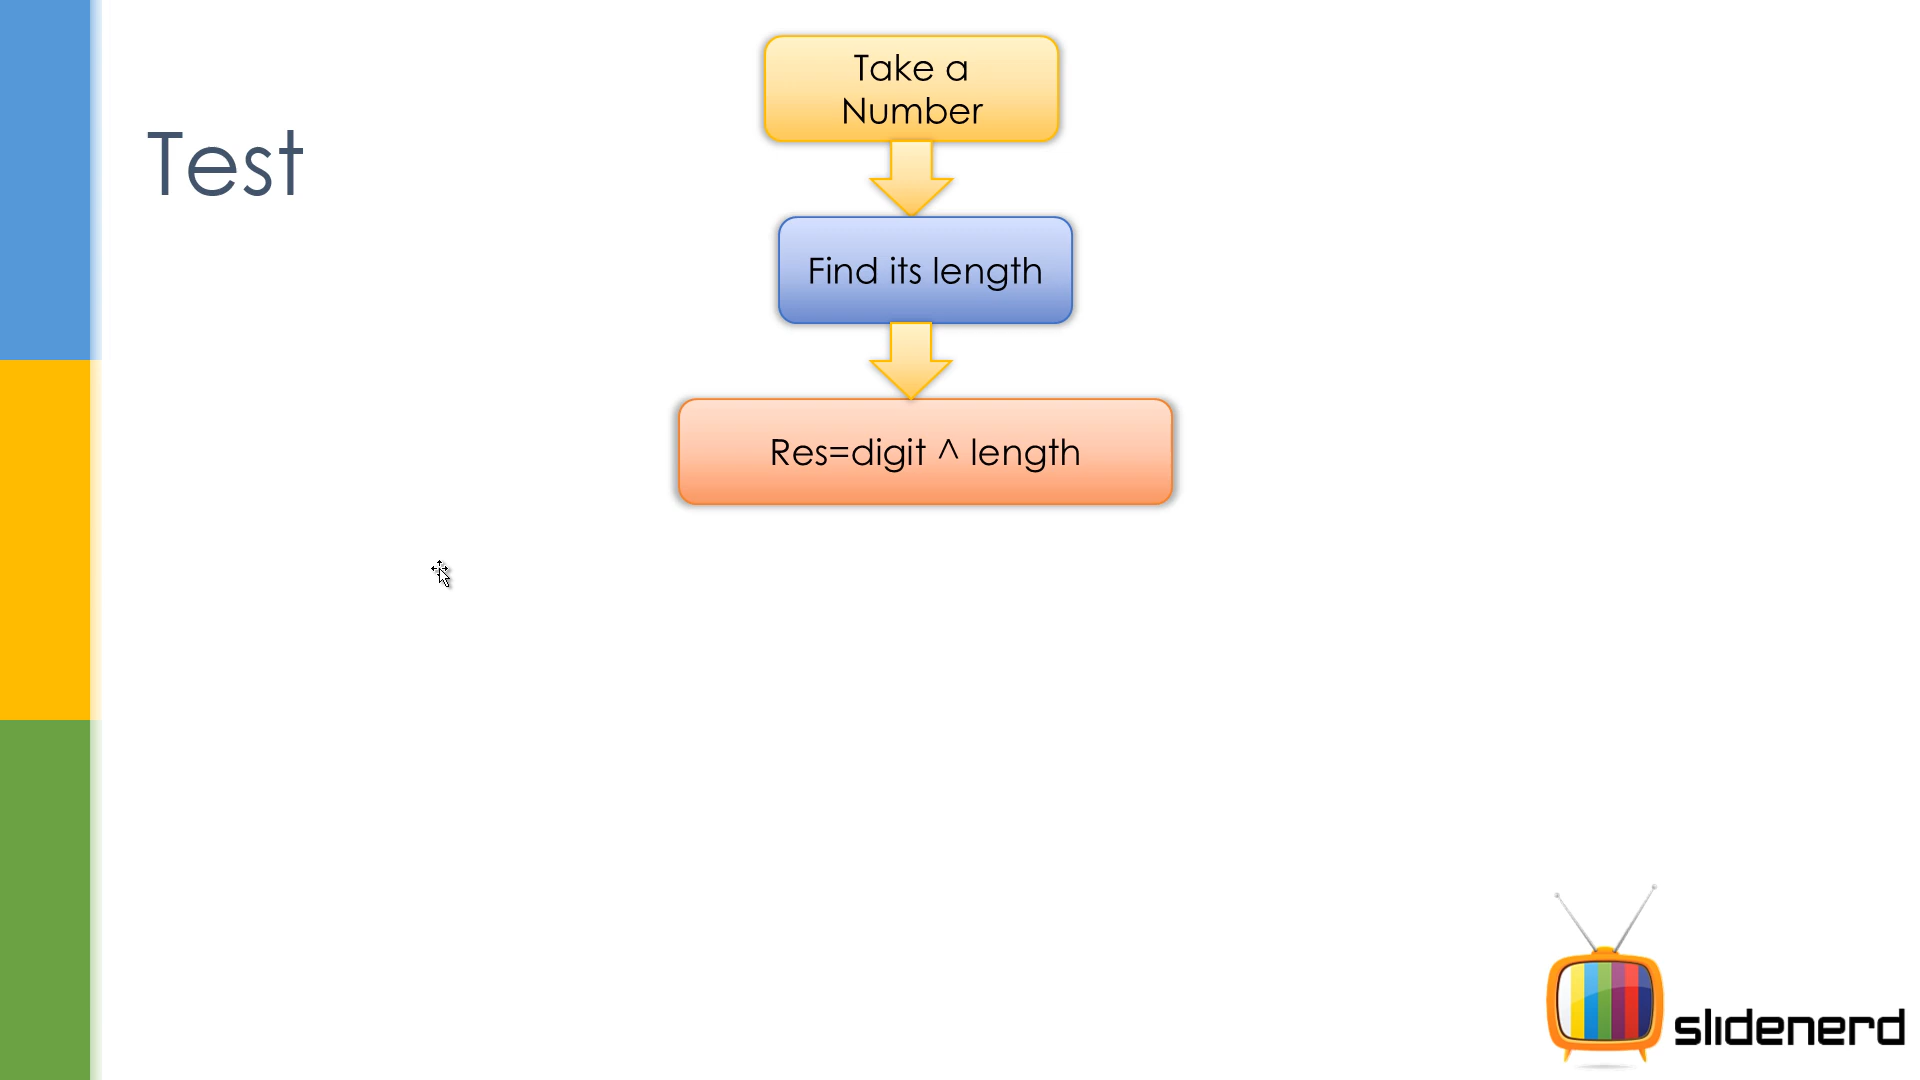 Take a
Number
Test
Find its length
Res=digit ^ length
slidenerd